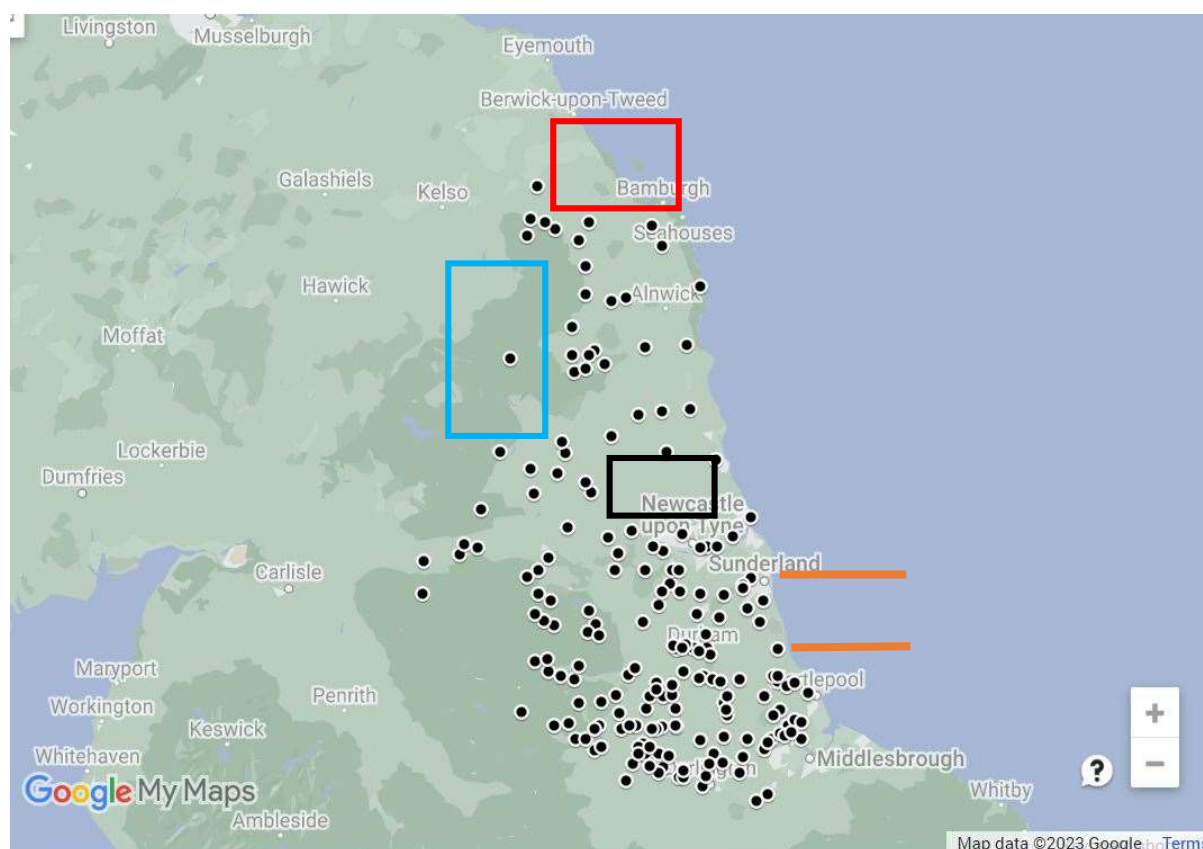 Livingston
Musselburgh
Eyemouth
Berwick-upon-Tweed
Galashiels
Kelso
Bamburgh
Seahouses
Hawick
Alnwick
Moffat
Lockerbie
Dumfries
Newcastle
upon Tyne
Carlisle
Sunderland
Durham
Maryport
Workington
Penrith
Keswick
Whitehaven
Middlesbrough
Google My Maps
Whitby
Ambleside
+
?
−
Map data ©2023 Google